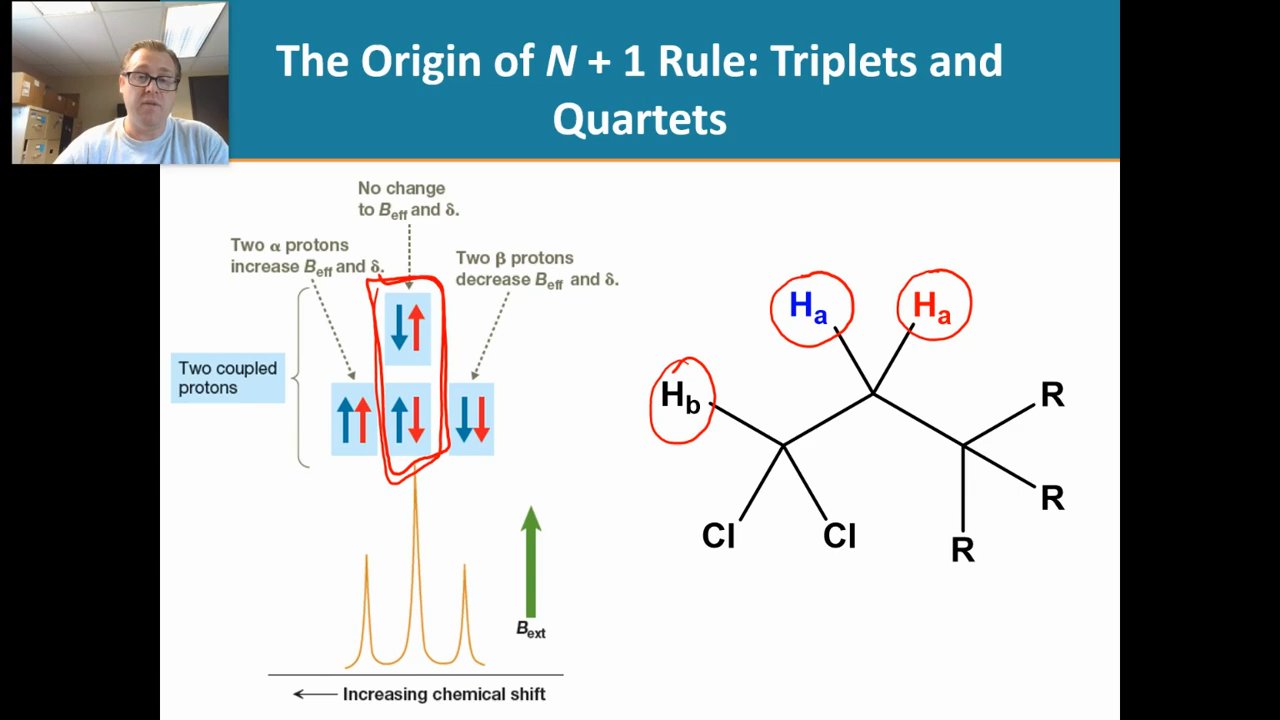 The Origin of N + 1 Rule: Triplets and
Quartets
No change
to Beff and δ.
Two α protons
increase Beff and δ.
Two β protons
decrease Beff and δ.
Two coupled
protons
Bext
Increasing chemical shift
Ha
Ha
Hb
R
R
R
Cl
Cl